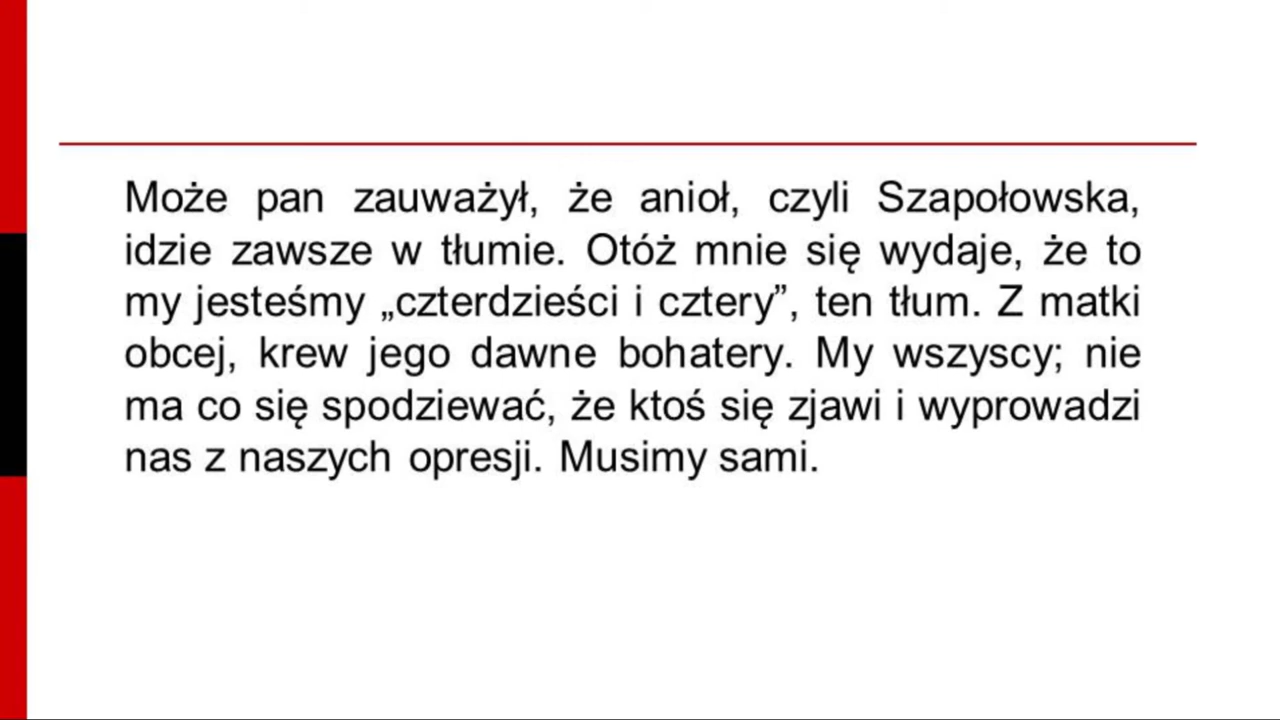 Może pan zauważył, że anioł, czyli Szapołowska,
idzie zawsze w tłumie. Otóż mnie się wydaje, że to
my jesteśmy „czterdzieści i cztery”, ten tłum. Z matki
obcej, krew jego dawne bohatery. My wszyscy; nie
ma co się spodziewać, że ktoś się zjawi i wyprowadzi
nas z naszych opresji. Musimy sami.